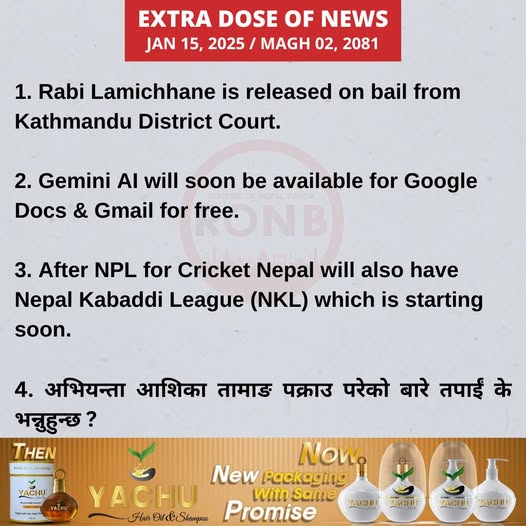 EXTRA DOSE OF NEWS
JAN 15, 2025 / MAGH 02, 2081
1. Rabi Lamichhane is released on bail from
Kathmandu District Court.
2. Gemini AI will soon be available for Google
Docs & Gmail for free.
RONB
3. After NPL for Cricket Nepal will also have
Nepal Kabaddi League (NKL) which is starting
soon.
4. अभियन्ता आशिका तामाङ पक्राउ परेको बारे तपाईं के
भन्नुहुन्छ ?
THEN
YACHU
YACHU
Hair Oil & Shampoo
Now
New Packaging
With Same
Promise
YACHU
YACHU
YACHU
YACHU